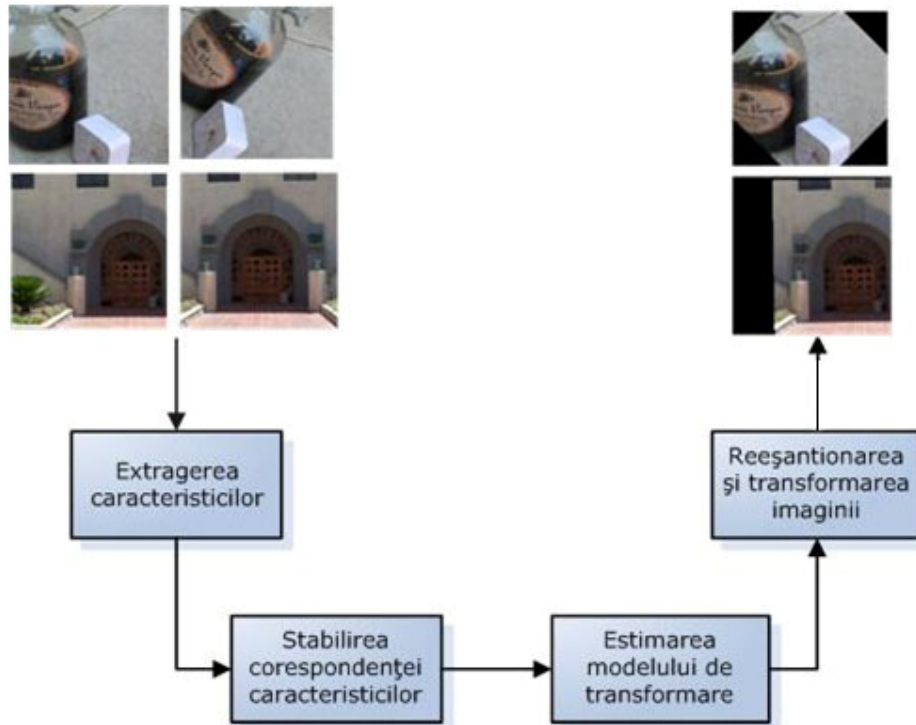 Extragerea
caracteristicilor
Stabilirea
corespondenţei
caracteristicilor
Estimarea
modelului de
transformare
Reeşantionarea
şi transformarea
imaginii